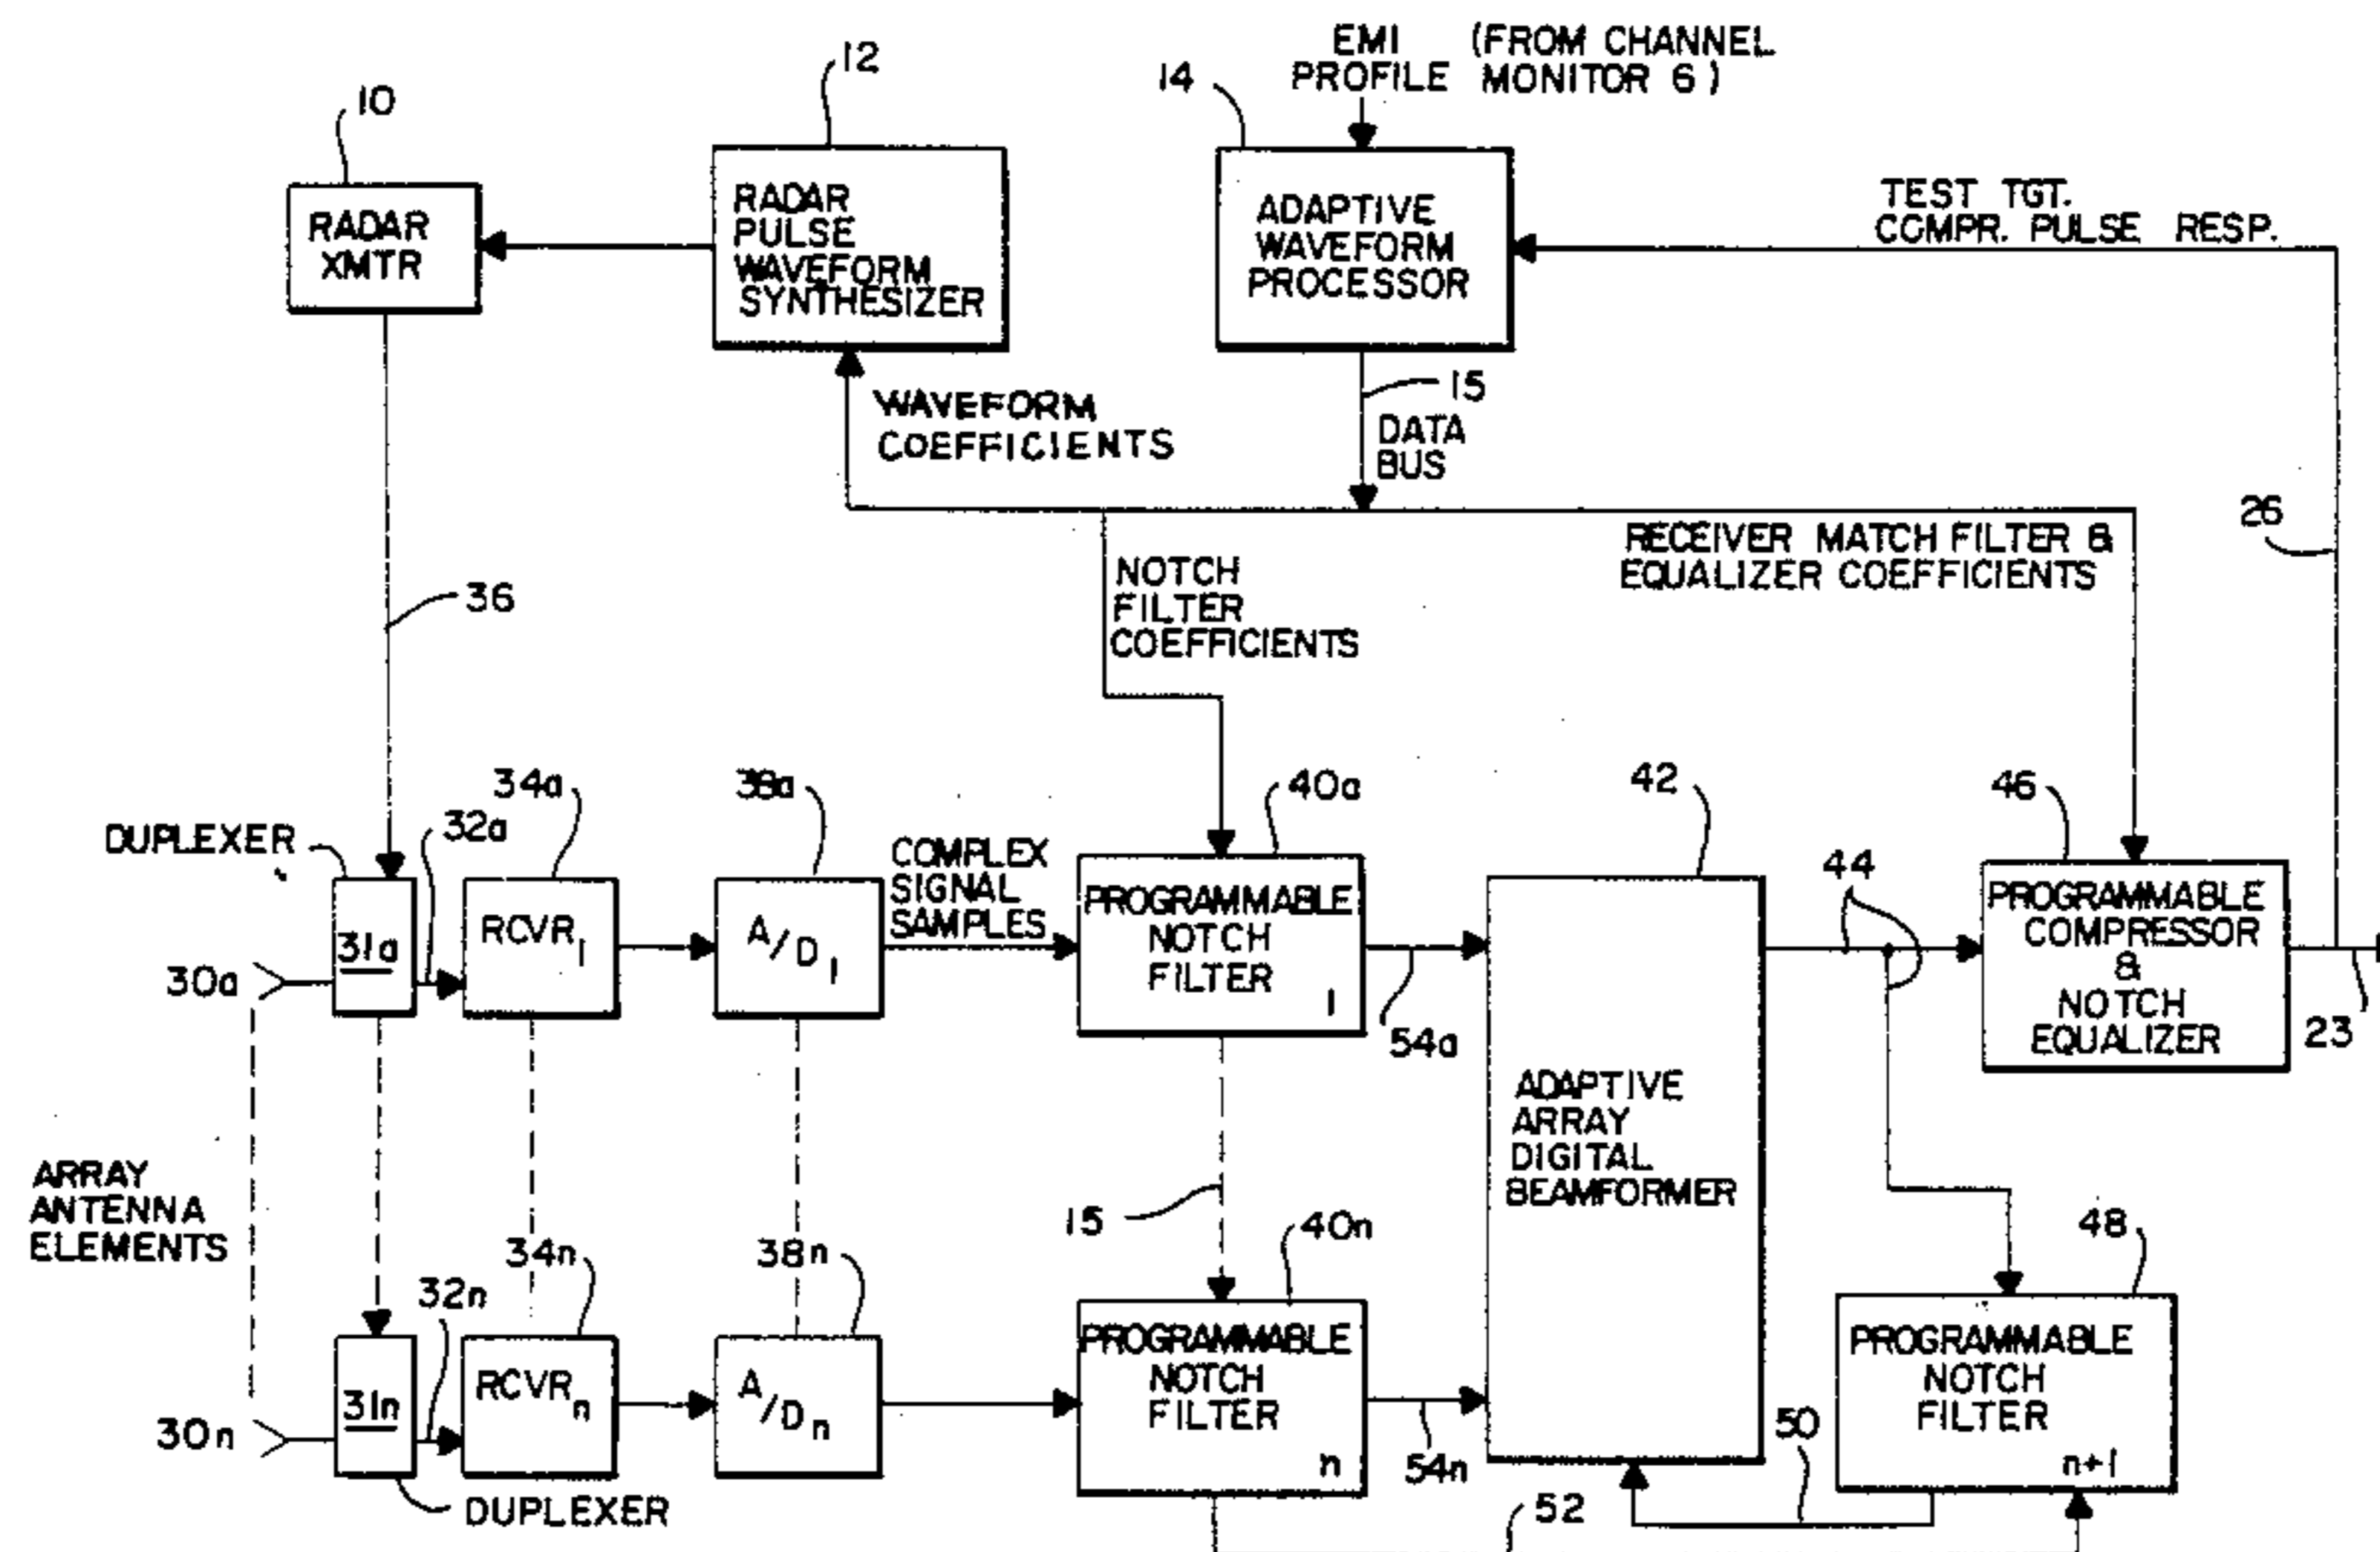 EMI (FROM CHANNEL
PROFILE MONITOR 6)
10
12
14
RADAR
XMTR
RADAR
PULSE
WAVEFORM
SYNTHESIZER
ADAPTIVE
WAVEFORM
PROCESSOR
TEST TGT.
COMPR. PULSE RESP.
WAVEFORM
COEFFICIENTS
15
DATA
BUS
26
RECEIVER MATCH FILTER &
EQUALIZER COEFFICIENTS
NOTCH
FILTER
COEFFICIENTS
36
DUPLEXER
32a
34a
38a
40a
42
44
46
COMPLEX
SIGNAL
SAMPLES
30a
31a
RCVR1
A/D1
PROGRAMMABLE
NOTCH
FILTER
1
54a
PROGRAMMABLE
COMPRESSOR
&
NOTCH
EQUALIZER
23
ARRAY
ANTENNA
ELEMENTS
ADAPTIVE
ARRAY
DIGITAL
BEAMFORMER
15
32n
34n
38n
40n
48
30n
31n
RCVRn
A/Dn
PROGRAMMABLE
NOTCH
FILTER
n
54n
PROGRAMMABLE
NOTCH
FILTER
n+1
50
52
DUPLEXER